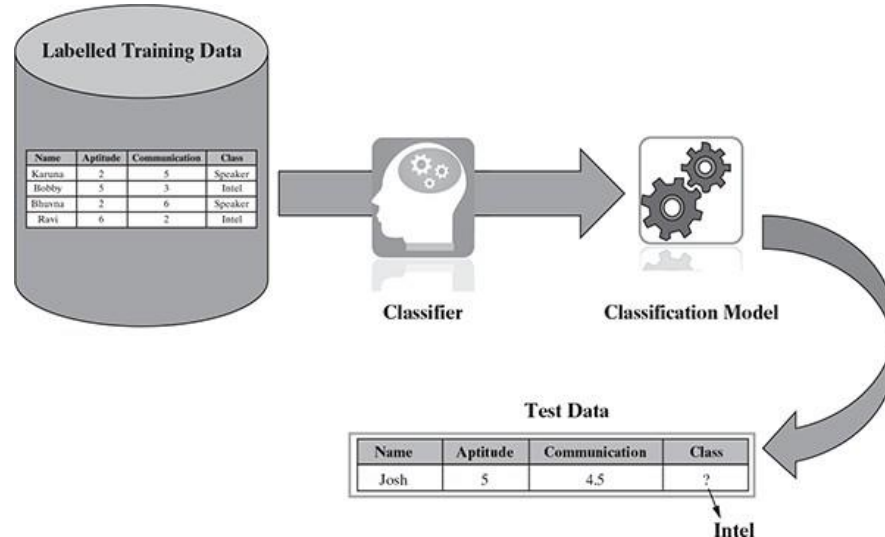 Labelled Training Data
Name Aptitude Communication Class
Karuna 2 5 Speaker
Bobby 5 3 Intel
Bhuvna 2 6 Speaker
Ravi 6 2 Intel
Classifier
Classification Model
Test Data
Name Aptitude Communication Class
Josh 5 4.5 ?
Intel